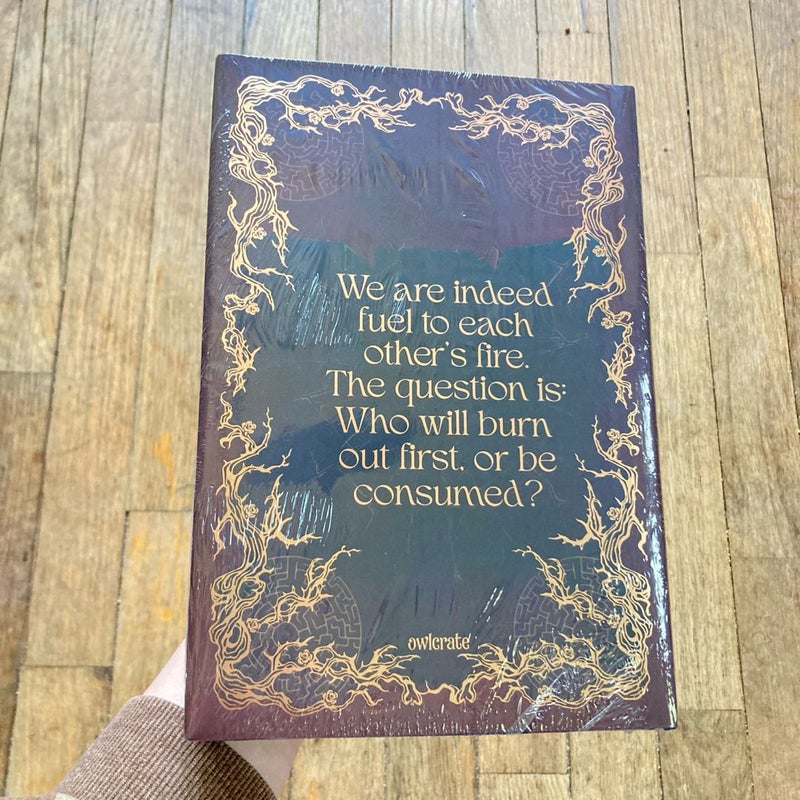 We are indeed
fuel to each
other's fire.
The question is:
Who will burn
out first, or be
consumed?
owlcrate